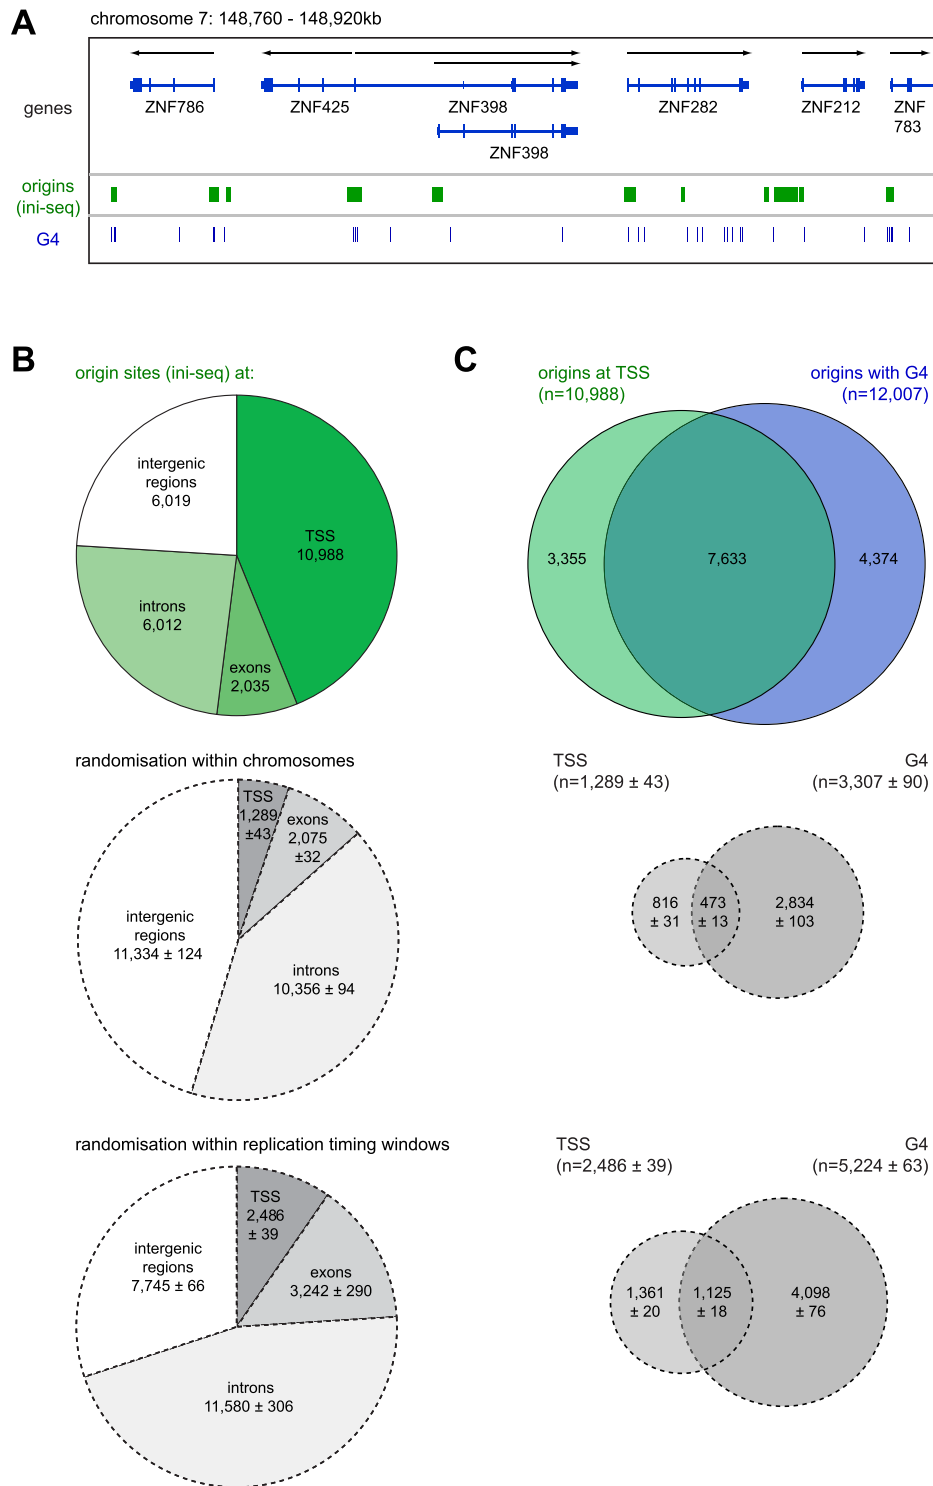 A
chromosome 7: 148,760 - 148,920kb
genes
ZNF786
ZNF425
ZNF398
ZNF282
ZNF212
ZNF
783
ZNF398
origins
(ini-seq)
G4
B
origin sites (ini-seq) at:
intergenic
regions
6,019
TSS
10,988
introns
6,012
exons
2,035
C
origins at TSS
(n=10,988)
origins with G4
(n=12,007)
3,355
7,633
4,374
randomisation within chromosomes
TSS
1,289
±43
exons
2,075
±32
intergenic
regions
11,334 ± 124
introns
10,356 ± 94
TSS
(n=1,289 ± 43)
G4
(n=3,307 ± 90)
816
± 31
473
± 13
2,834
± 103
randomisation within replication timing windows
TSS
2,486
± 39
intergenic
regions
7,745 ± 66
exons
3,242 ± 290
introns
11,580 ± 306
TSS
(n=2,486 ± 39)
G4
(n=5,224 ± 63)
1,361
± 20
1,125
± 18
4,098
± 76